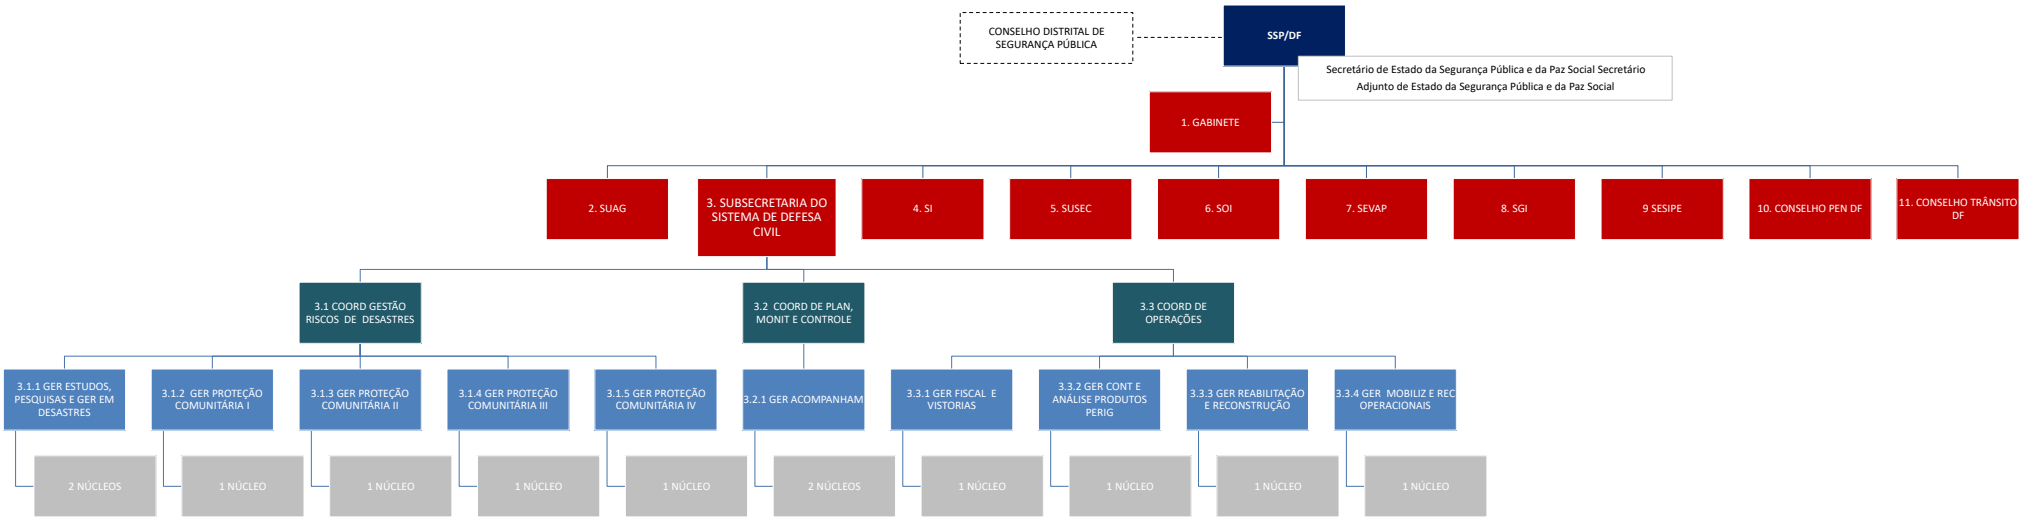 CONSELHO DISTRITAL DE
SEGURANÇA PÚBLICA
SSP/DF
Secretário de Estado da Segurança Pública e da Paz Social Secretário
Adjunto de Estado da Segurança Pública e da Paz Social
1. GABINETE
2. SUAG
3. SUBSECRETARIA DO
SISTEMA DE DEFESA
CIVIL
4. SI
5. SUSEC
6. SOI
7. SEVAP
8. SGI
9 SESIPE
10. CONSELHO PEN DF
11. CONSELHO TRÂNSITO
DF
3.1 COORD GESTÃO
RISCOS DE DESASTRES
3.2 COORD DE PLAN,
MONIT E CONTROLE
3.3 COORD DE
OPERAÇÕES
3.1.1 GER ESTUDOS,
PESQUISAS E GER EM
DESASTRES
3.1.2 GER PROTEÇÃO
COMUNITÁRIA I
3.1.3 GER PROTEÇÃO
COMUNITÁRIA II
3.1.4 GER PROTEÇÃO
COMUNITÁRIA III
3.1.5 GER PROTEÇÃO
COMUNITÁRIA IV
3.2.1 GER ACOMPANHAM
3.3.1 GER FISCAL E
VISTORIAS
3.3.2 GER CONT E
ANÁLISE PRODUTOS
PERIG
3.3.3 GER REABILITAÇÃO
E RECONSTRUÇÃO
3.3.4 GER MOBILIZ E REC
OPERACIONAIS
2 NÚCLEOS
1 NÚCLEO
1 NÚCLEO
1 NÚCLEO
1 NÚCLEO
2 NÚCLEOS
1 NÚCLEO
1 NÚCLEO
1 NÚCLEO
1 NÚCLEO